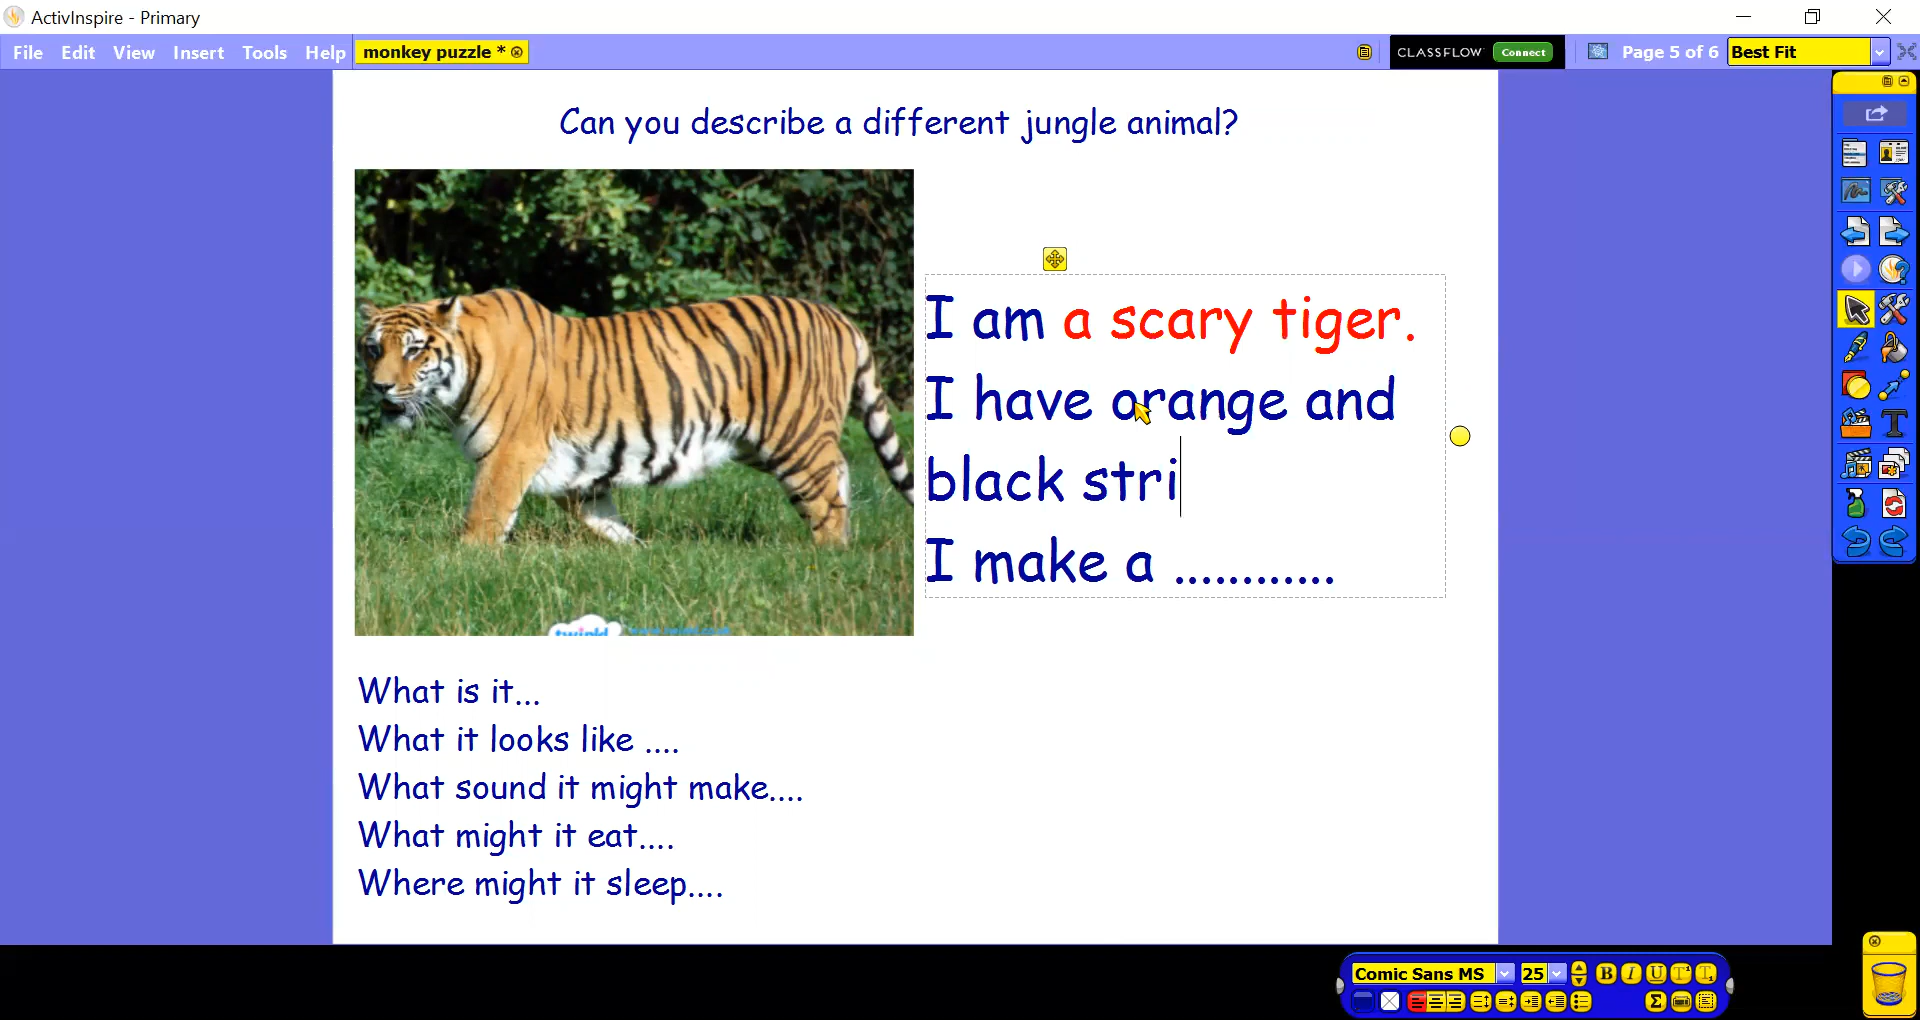 ActivInspire - Primary
File Edit View Insert Tools Help monkey puzzle *
CLASSFLOW Connect Page 5 of 6 Best Fit
Can you describe a different jungle animal?
I am a scary tiger.
I have orange and
black stri
I make a ............
What is it...
What it looks like ....
What sound it might make....
What might it eat....
Where might it sleep....
Comic Sans MS 25